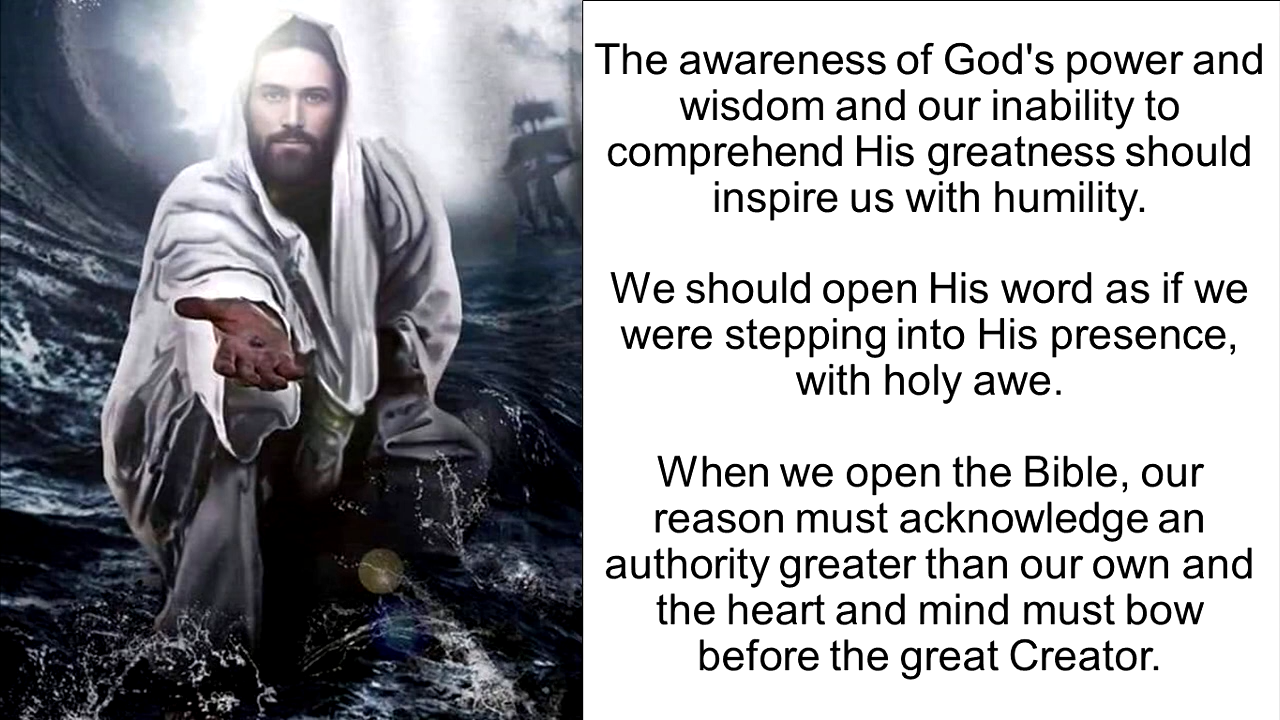 The awareness of God's power and
wisdom and our inability to
comprehend His greatness should
inspire us with humility.
We should open His word as if we
were stepping into His presence,
with holy awe.
When we open the Bible, our
reason must acknowledge an
authority greater than our own and
the heart and mind must bow
before the great Creator.